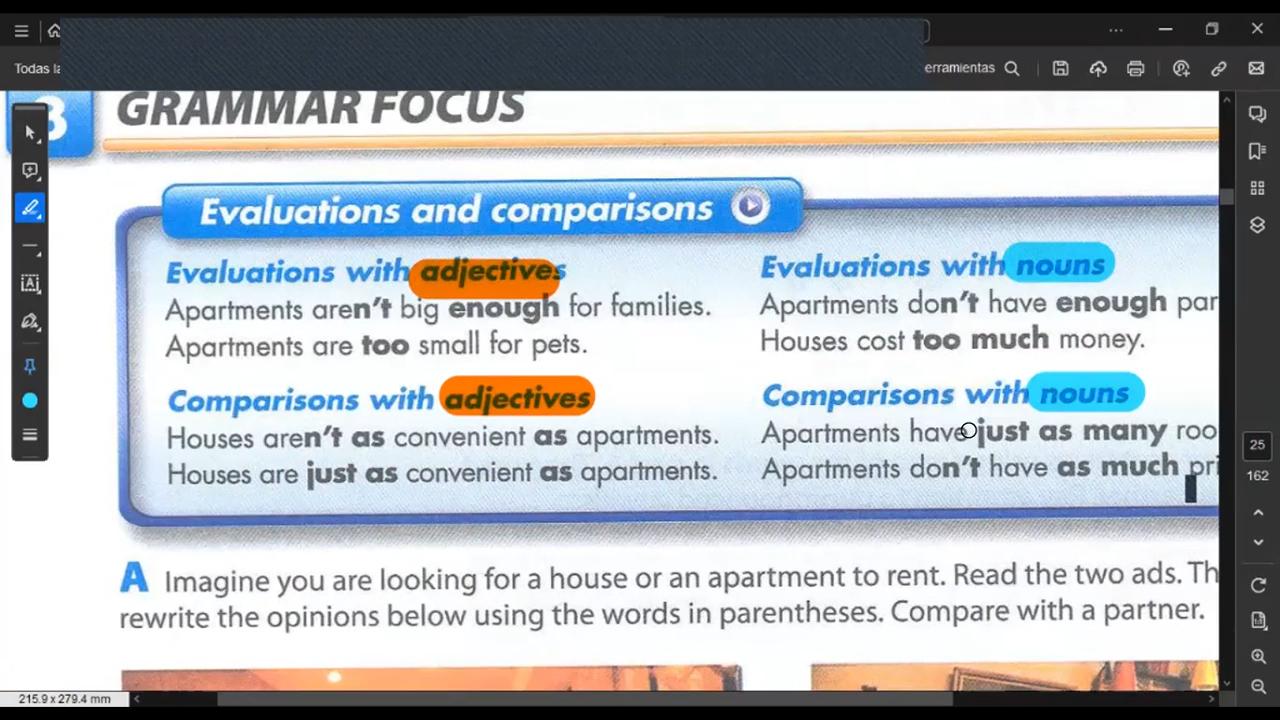 Todas la
erramientas
3 GRAMMAR FOCUS
Evaluations and comparisons
Evaluations with adjectives
Apartments aren't big enough for families.
Apartments are too small for pets.
Comparisons with adjectives
Houses aren't as convenient as apartments.
Houses are just as convenient as apartments.
Evaluations with nouns
Apartments don't have enough par
Houses cost too much money.
Comparisons with nouns
Apartments have just as many roo
Apartments don't have as much pri
A Imagine you are looking for a house or an apartment to rent. Read the two ads. Th
rewrite the opinions below using the words in parentheses. Compare with a partner.
25
162
215.9 x 279.4 mm